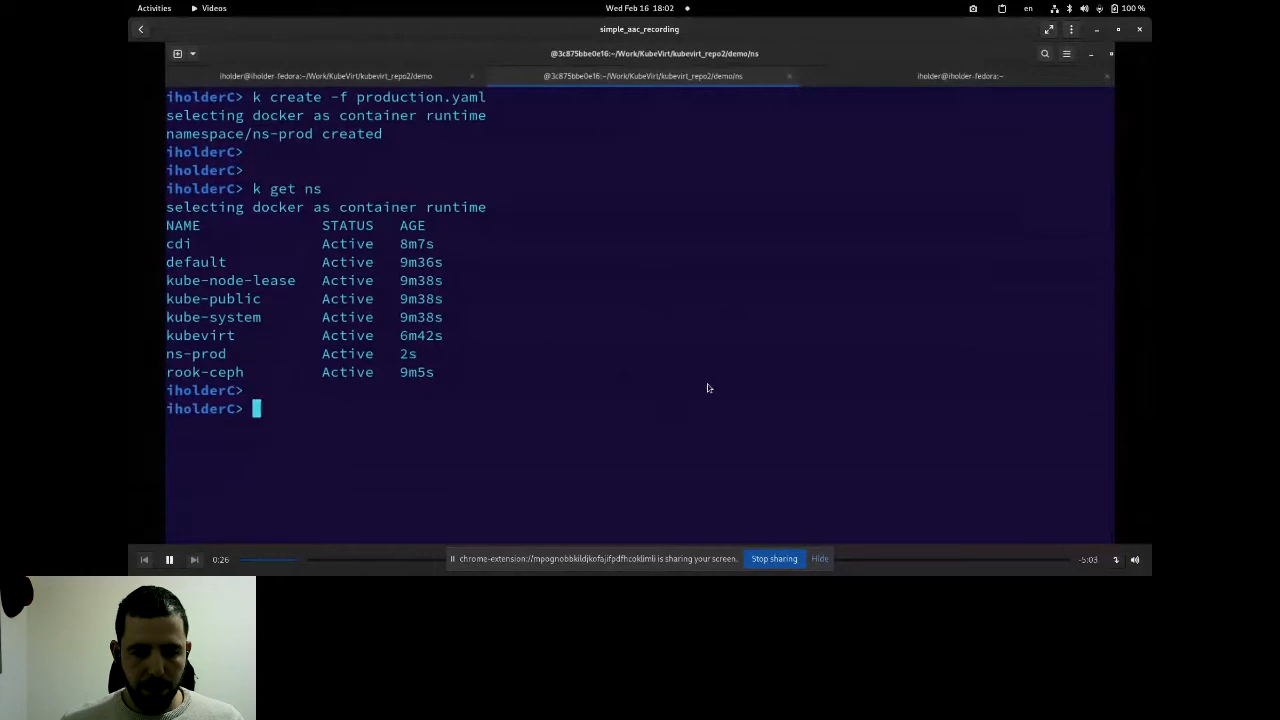 Activities Videos Wed Feb 16 18:02 en 100 %
simple_aac_recording
@3c875bbe0e16:~/Work/KubeVirt/kubevirt_repo2/demo/ns
iholder@iholder-fedora:~/Work/KubeVirt/kubevirt_repo2/demo × @3c875bbe0e16:~/Work/KubeVirt/kubevirt_repo2/demo/ns × iholder@iholder-fedora:~ ×
iholderC> k create -f production.yaml
selecting docker as container runtime
namespace/ns-prod created
iholderC>
iholderC>
iholderC> k get ns
selecting docker as container runtime
NAME STATUS AGE
cdi Active 8m7s
default Active 9m36s
kube-node-lease Active 9m38s
kube-public Active 9m38s
kube-system Active 9m38s
kubevirt Active 6m42s
ns-prod Active 2s
rook-ceph Active 9m5s
iholderC>
iholderC>
0:26 chrome-extension://mpognobbkildjkofajifpdfhcoklimli is sharing your screen. Stop sharing Hide -5:03